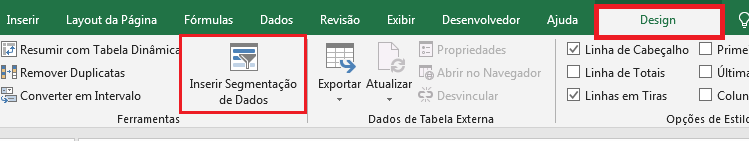 Inserir Layout da Página Fórmulas Dados Revisão Exibir Desenvolvedor Ajuda Design
Resumir com Tabela Dinâmica
Remover Duplicatas
Converter em Intervalo
Ferramentas
Inserir Segmentação
de Dados
Exportar
Atualizar
Propriedades
Abrir no Navegador
Desvincular
Dados de Tabela Externa
Linha de Cabeçalho
Linha de Totais
Linhas em Tiras
Prime
Última
Colun
Opções de Estilo